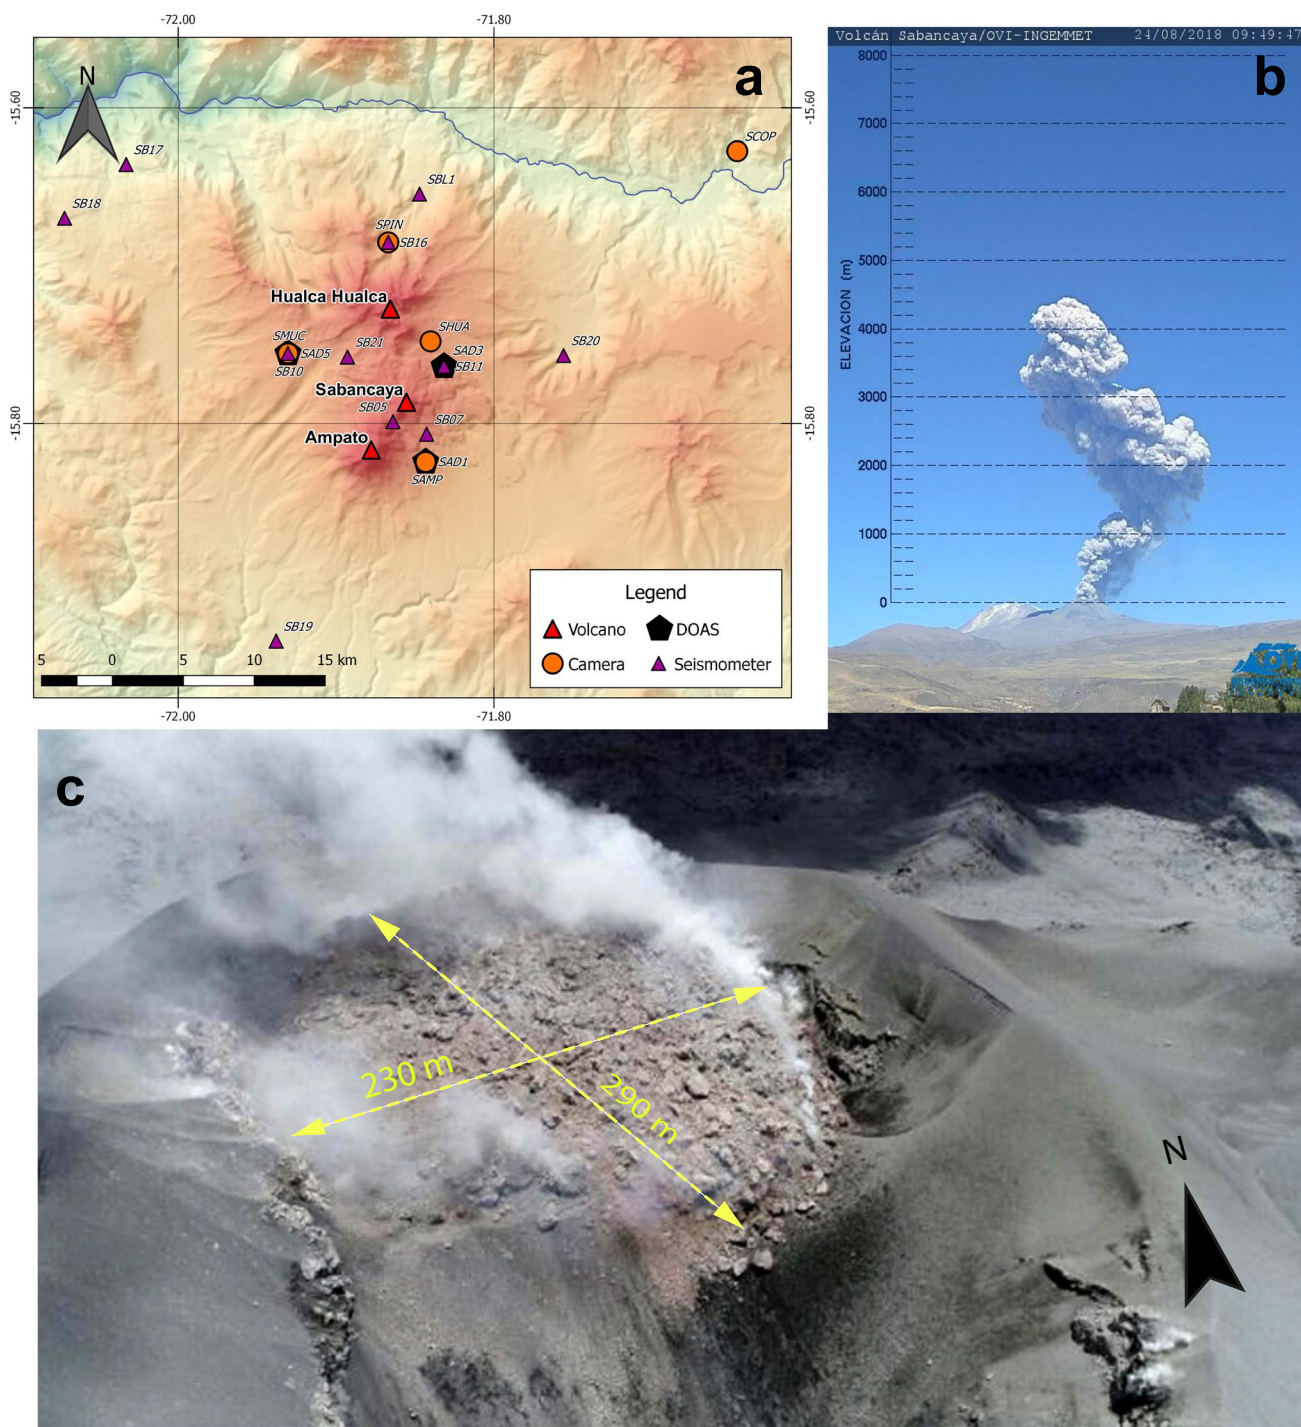 -72.00
-71.80
a
N
-15.60
-15.60
SCOP
SB17
SBL1
SB18
SPIN
SB16
Hualca Hualca
SHUA
SMUC
SB21
SAD3
SB20
SAD5
SB11
SB10
Sabancaya
SB05
SB07
-15.80
-15.80
Ampato
SAD1
SAMP
Legend
Volcano
DOAS
Camera
Seismometer
SB19
5 0 5 10 15 km
-72.00
-71.80
Volcán Sabancaya/OVI-INGEMMET 24/08/2018 09:49:47
b
8000
7000
6000
5000
ELEVACION (m)
4000
3000
2000
1000
0
c
230 m
290 m
N